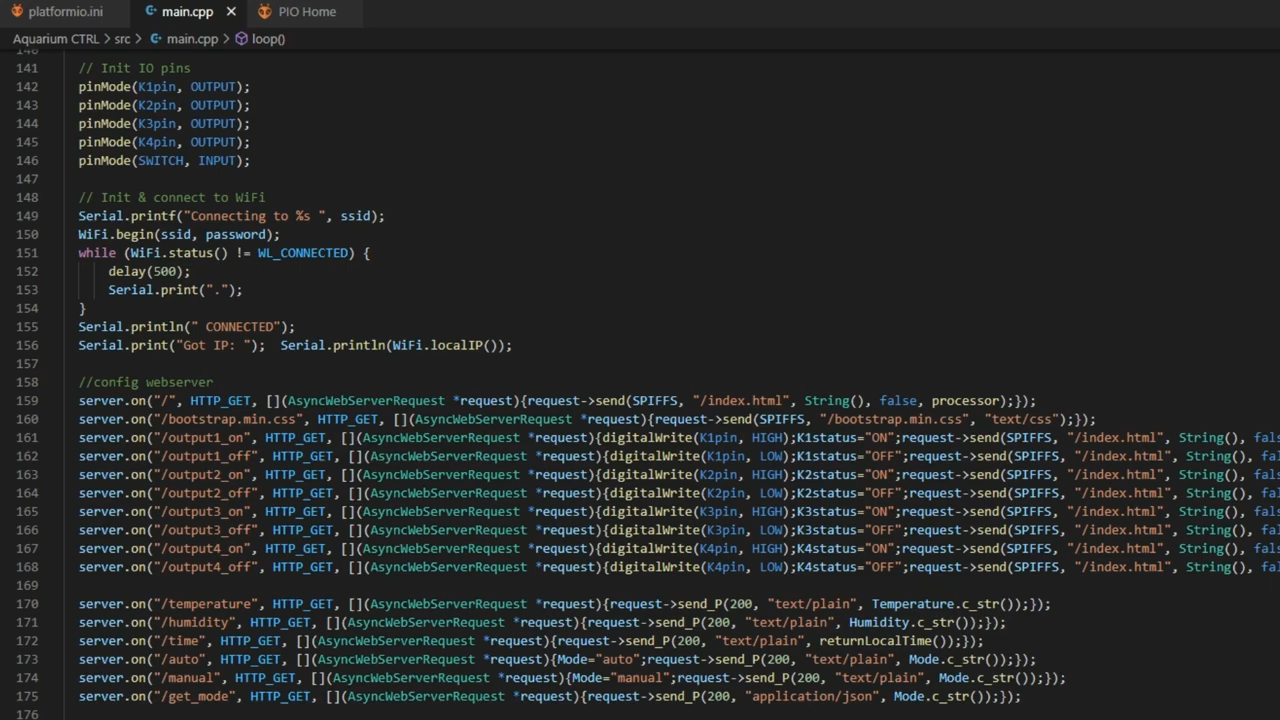 platformio.ini main.cpp PIO Home
Aquarium CTRL > src > main.cpp > loop()
140
141 // Init IO pins
142 pinMode(K1pin, OUTPUT);
143 pinMode(K2pin, OUTPUT);
144 pinMode(K3pin, OUTPUT);
145 pinMode(K4pin, OUTPUT);
146 pinMode(SWITCH, INPUT);
147
148 // Init & connect to WiFi
149 Serial.printf("Connecting to %s ", ssid);
150 WiFi.begin(ssid, password);
151 while (WiFi.status() != WL_CONNECTED) {
152 delay(500);
153 Serial.print(".");
154 }
155 Serial.println(" CONNECTED");
156 Serial.print("Got IP: ");  Serial.println(WiFi.localIP());
157
158 //config webserver
159 server.on("/", HTTP_GET, [](AsyncWebServerRequest *request){request->send(SPIFFS, "/index.html", String(), false, processor);});
160 server.on("/bootstrap.min.css", HTTP_GET, [](AsyncWebServerRequest *request){request->send(SPIFFS, "/bootstrap.min.css", "text/css");});
161 server.on("/output1_on", HTTP_GET, [](AsyncWebServerRequest *request){digitalWrite(K1pin, HIGH);K1status="ON";request->send(SPIFFS, "/index.html", String(), fals
162 server.on("/output1_off", HTTP_GET, [](AsyncWebServerRequest *request){digitalWrite(K1pin, LOW);K1status="OFF";request->send(SPIFFS, "/index.html", String(), fal
163 server.on("/output2_on", HTTP_GET, [](AsyncWebServerRequest *request){digitalWrite(K2pin, HIGH);K2status="ON";request->send(SPIFFS, "/index.html", String(), fals
164 server.on("/output2_off", HTTP_GET, [](AsyncWebServerRequest *request){digitalWrite(K2pin, LOW);K2status="OFF";request->send(SPIFFS, "/index.html", String(), fal
165 server.on("/output3_on", HTTP_GET, [](AsyncWebServerRequest *request){digitalWrite(K3pin, HIGH);K3status="ON";request->send(SPIFFS, "/index.html", String(), fals
166 server.on("/output3_off", HTTP_GET, [](AsyncWebServerRequest *request){digitalWrite(K3pin, LOW);K3status="OFF";request->send(SPIFFS, "/index.html", String(), fal
167 server.on("/output4_on", HTTP_GET, [](AsyncWebServerRequest *request){digitalWrite(K4pin, HIGH);K4status="ON";request->send(SPIFFS, "/index.html", String(), fals
168 server.on("/output4_off", HTTP_GET, [](AsyncWebServerRequest *request){digitalWrite(K4pin, LOW);K4status="OFF";request->send(SPIFFS, "/index.html", String(), fal
169
170 server.on("/temperature", HTTP_GET, [](AsyncWebServerRequest *request){request->send_P(200, "text/plain", Temperature.c_str());});
171 server.on("/humidity", HTTP_GET, [](AsyncWebServerRequest *request){request->send_P(200, "text/plain", Humidity.c_str());});
172 server.on("/time", HTTP_GET, [](AsyncWebServerRequest *request){request->send_P(200, "text/plain", returnLocalTime());});
173 server.on("/auto", HTTP_GET, [](AsyncWebServerRequest *request){Mode="auto";request->send_P(200, "text/plain", Mode.c_str());});
174 server.on("/manual", HTTP_GET, [](AsyncWebServerRequest *request){Mode="manual";request->send_P(200, "text/plain", Mode.c_str());});
175 server.on("/get_mode", HTTP_GET, [](AsyncWebServerRequest *request){request->send_P(200, "application/json", Mode.c_str());});
176